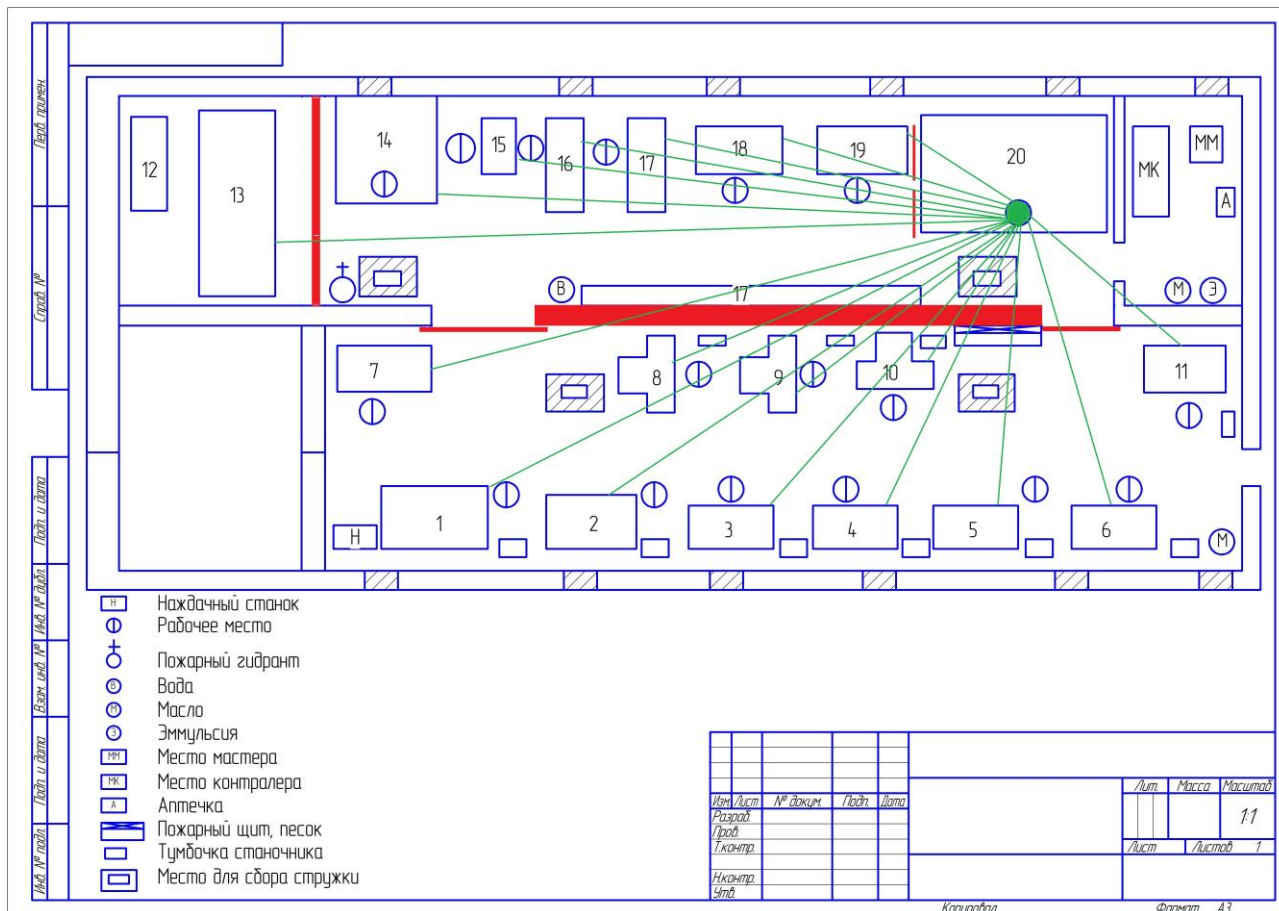 Перв. примен.
Справ. №
Подп. и дата
Инв. № дубл.
Взам. инв. №
Подп. и дата
Инв. № подл.
12
13
14
15
16
17
18
19
20
МК
ММ
А
В
17
М
Э
7
8
9
10
11
Н
1
2
3
4
5
6
М
Н Наждачный станок
Рабочее место
Пожарный гидрант
В Вода
М Масло
Э Эммульсия
ММ Место мастера
МК Место контралера
А Аптечка
Пожарный щит, песок
Тумбочка станочника
Место для сбора стружки
Изм. Лист № докум. Подп. Дата
Разраб.
Пров.
Т.контр.
Н.контр.
Утв.
Лит. Масса Масштаб
1:1
Лист Листов 1
Копировал Формат А3